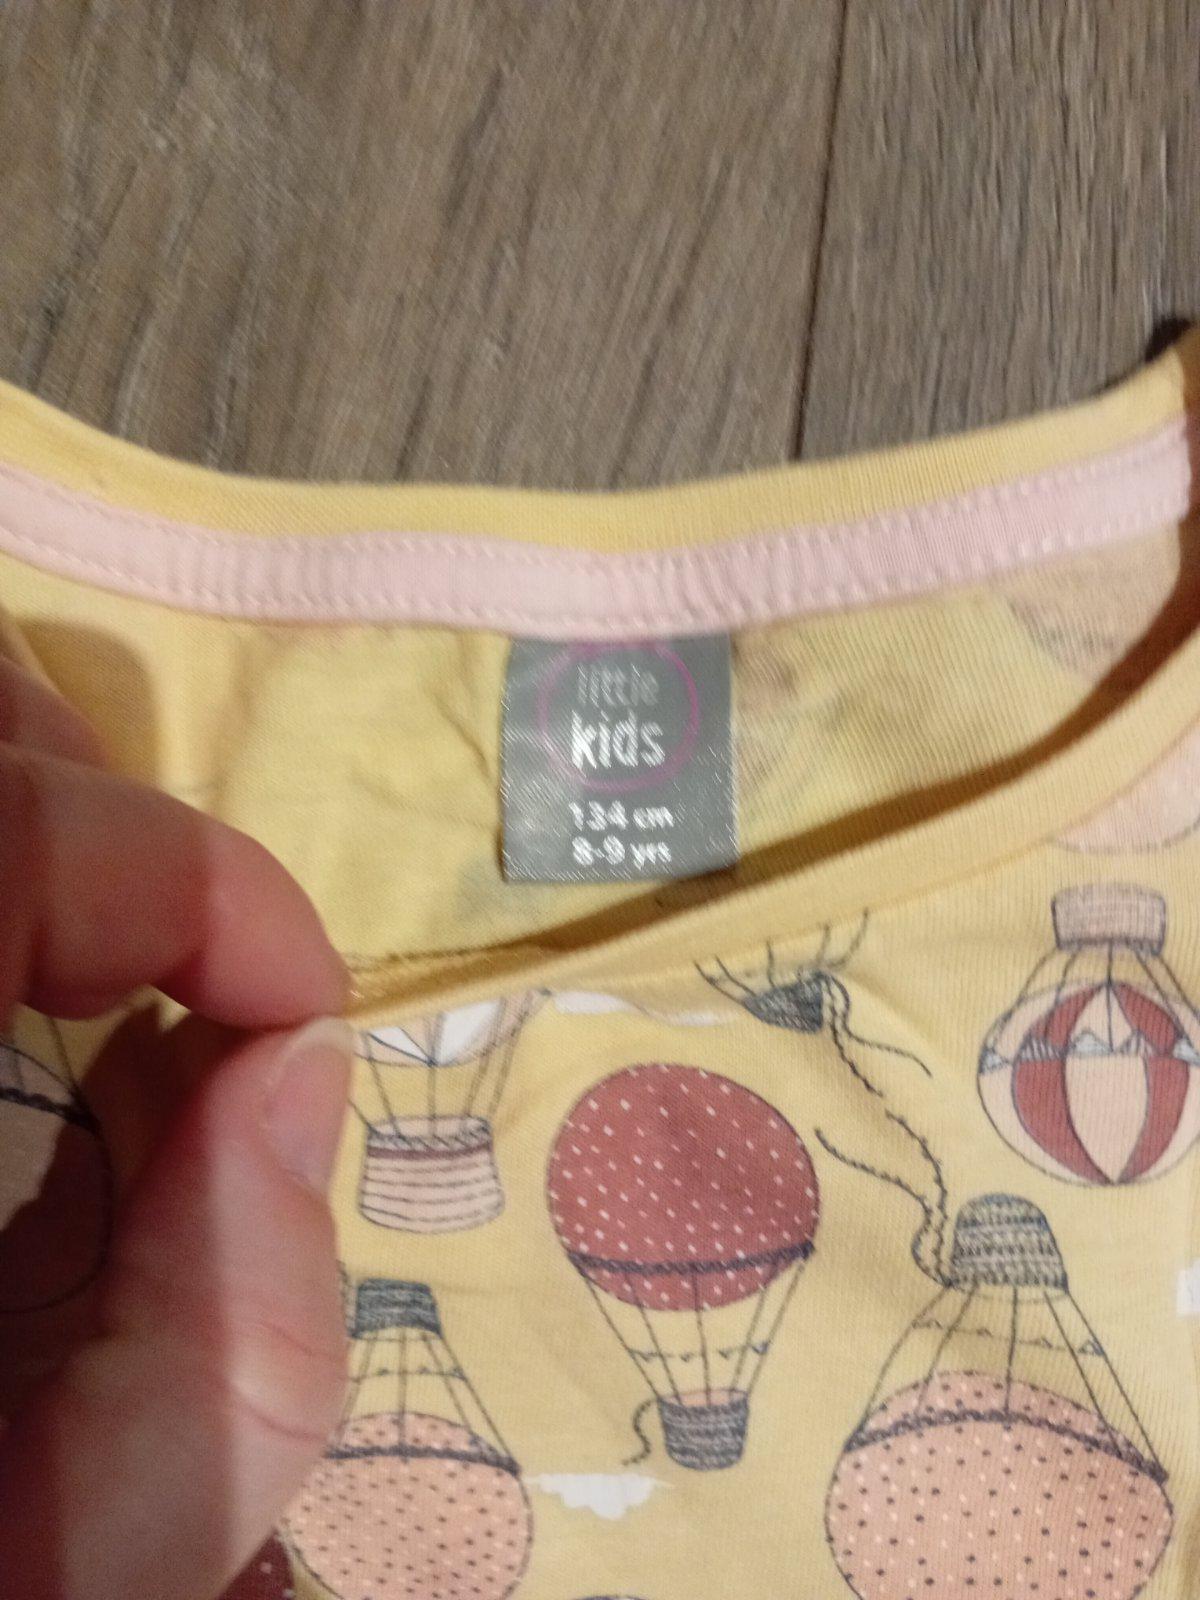 little
kids
134 cm
8-9 yrs